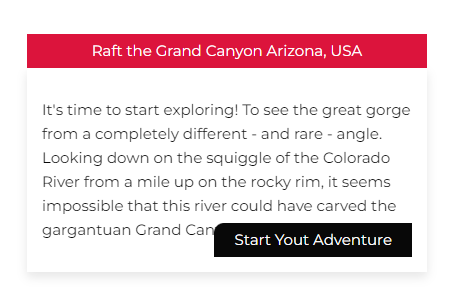 Raft the Grand Canyon Arizona, USA
It's time to start exploring! To see the great gorge
from a completely different - and rare - angle.
Looking down on the squiggle of the Colorado
River from a mile up on the rocky rim, it seems
impossible that this river could have carved the
gargantuan Grand
Start Yout Adventure